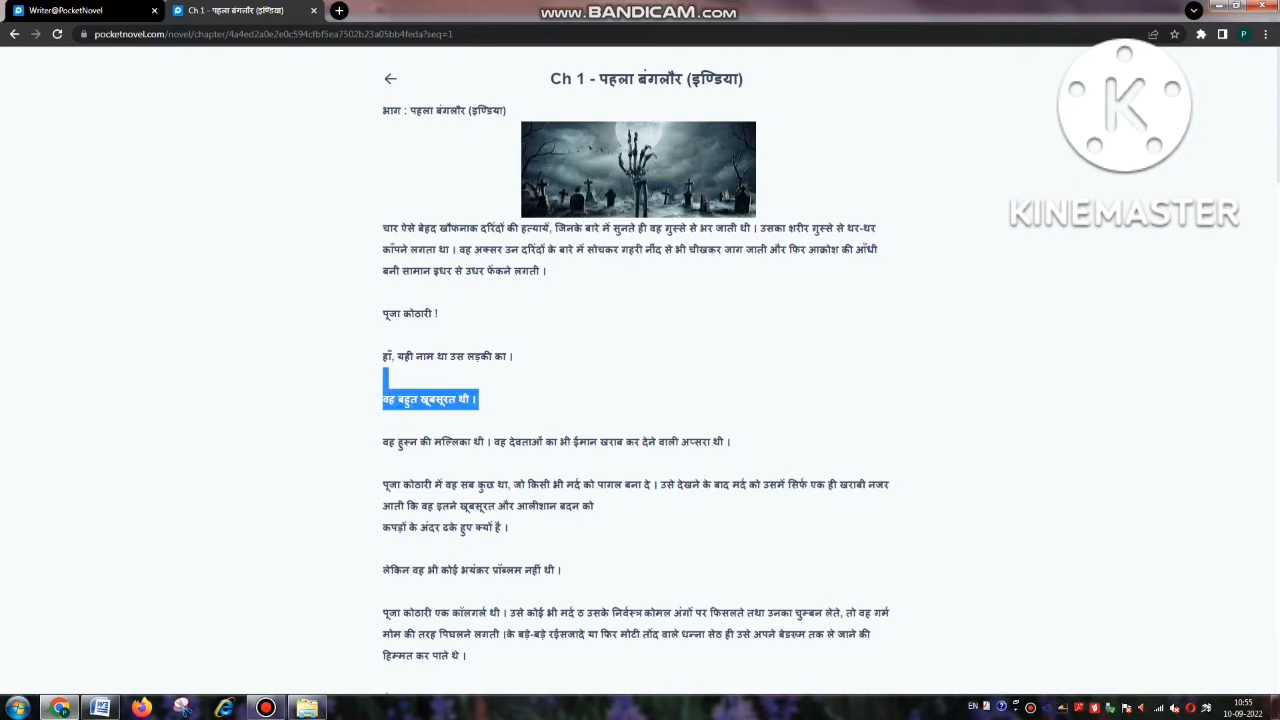 Writer@PocketNovel
Ch 1 - पहला बंगलौर (इण्डिया)
www.BANDICAM.com
pocketnovel.com/novel/chapter/4a4ed2a0e2e0c594cfbf5ea7502b23a05bb4feda?seq=1
P
Ch 1 - पहला बंगलौर (इण्डिया)
भाग : पहला बंगलौर (इण्डिया)
K
KINEMASTER
चार ऐसे बेहद खौफनाक दरिंदों की हत्यायें, जिनके बारे में सुनते ही वह गुस्से से भर जाती थी । उसका शरीर गुस्से से थर-थर
काँपने लगता था । वह अक्सर उन दरिंदों के बारे में सोचकर गहरी नींद से भी चीखकर जाग जाती और फिर आक्रोश की आँधी
बनी सामान इधर से उधर फेंकने लगती ।
पूजा कोठारी !
हाँ, यही नाम था उस लड़की का ।
वह बहुत खूबसूरत थी ।
वह हुस्न की मल्लिका थी । वह देवताओं का भी ईमान खराब कर देने वाली अप्सरा थी ।
पूजा कोठारी में वह सब कुछ था, जो किसी भी मर्द को पागल बना दे । उसे देखने के बाद मर्द को उसमें सिर्फ एक ही खराबी नजर
आती कि वह इतने खूबसूरत और आलीशान बदन को
कपड़ों के अंदर ढके हुए क्यों है ।
लेकिन वह भी कोई भयंकर प्रॉब्लम नहीं थी ।
पूजा कोठारी एक कॉलगर्ल थी । उसे कोई भी मर्द ठ उसके निर्वस्त्र कोमल अंगों पर फिसलते तथा उनका चुम्बन लेते, तो वह गर्म
मोम की तरह पिघलने लगती ।के बड़े-बड़े रईसजादे या फिर मोटी तोंद वाले धन्ना सेठ ही उसे अपने बेडरूम तक ले जाने की
हिम्मत कर पाते थे ।
EN
10:55
10-09-2022